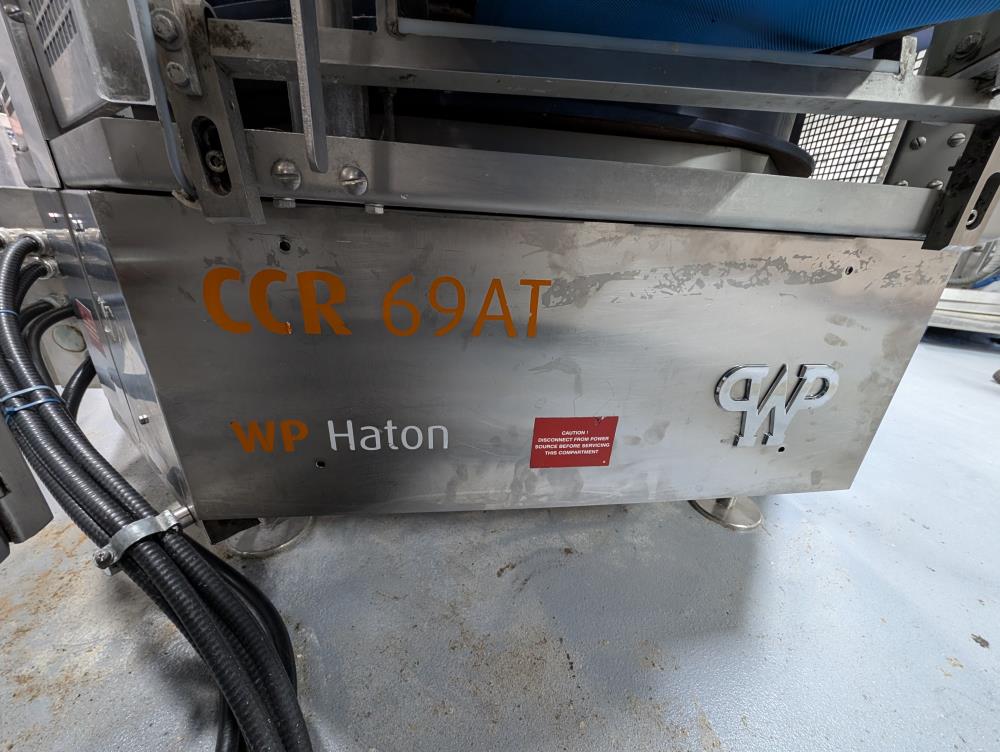 CCR 69AT
WP Haton
CAUTION !
DISCONNECT FROM POWER
SOURCE BEFORE SERVICING
THIS COMPARTMENT
WP